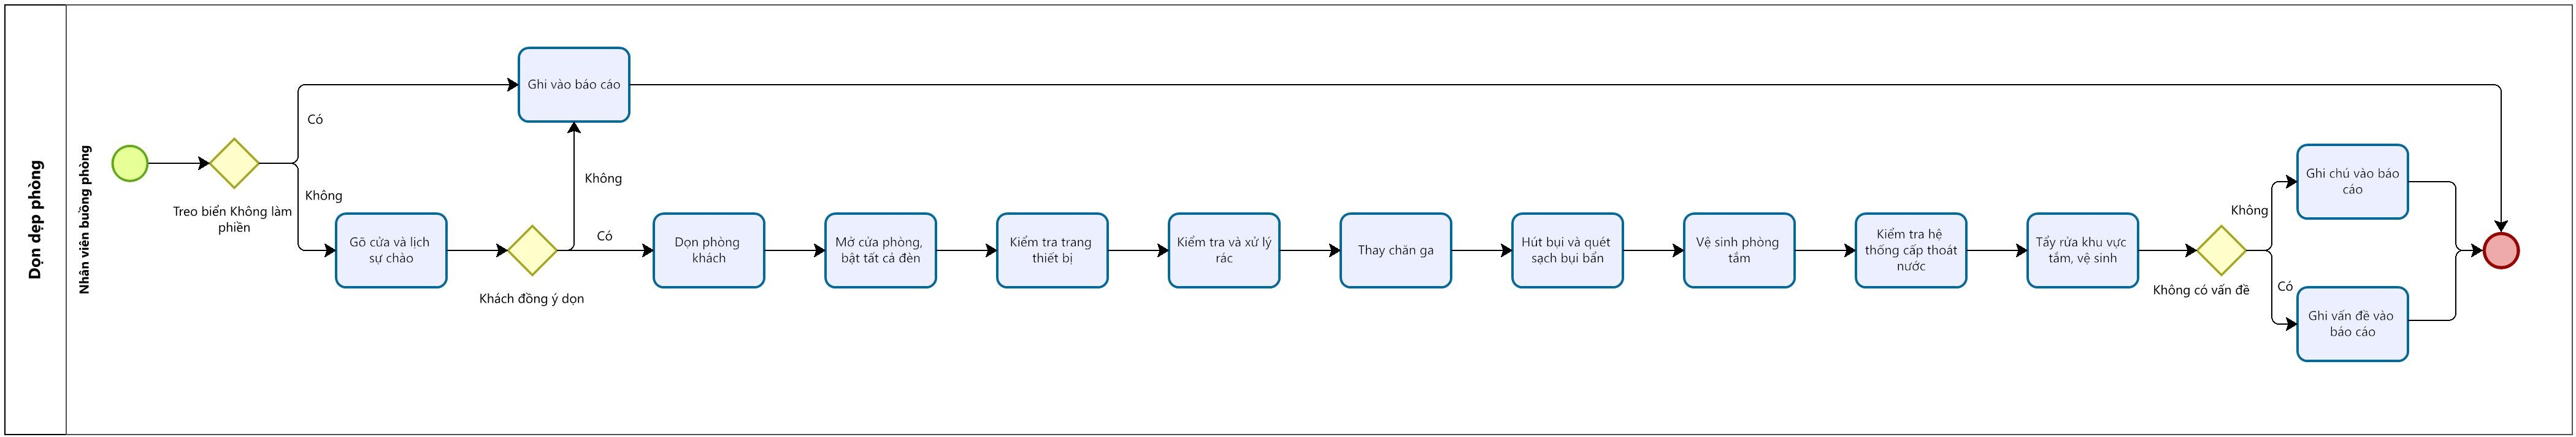 Dọn dẹp phòng
Nhân viên buồng phòng
Treo biển Không làm
phiền
Có
Không
Ghi vào báo cáo
Gõ cửa và lịch
sự chào
Khách đồng ý dọn
Không
Có
Dọn phòng
khách
Mở cửa phòng,
bật tất cả đèn
Kiểm tra trang
thiết bị
Kiểm tra và xử lý
rác
Thay chăn ga
Hút bụi và quét
sạch bụi bẩn
Vệ sinh phòng
tắm
Kiểm tra hệ
thống cấp thoát
nước
Tẩy rửa khu vực
tắm, vệ sinh
Không có vấn đề
Không
Có
Ghi chú vào báo
cáo
Ghi vấn đề vào
báo cáo